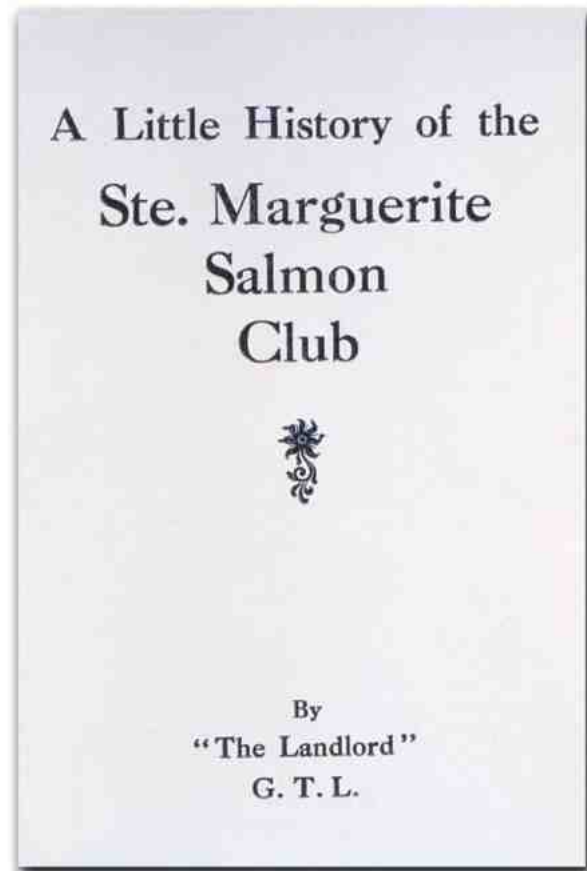 A Little History of the
Ste. Marguerite
Salmon
Club
By
"The Landlord"
G. T. L.